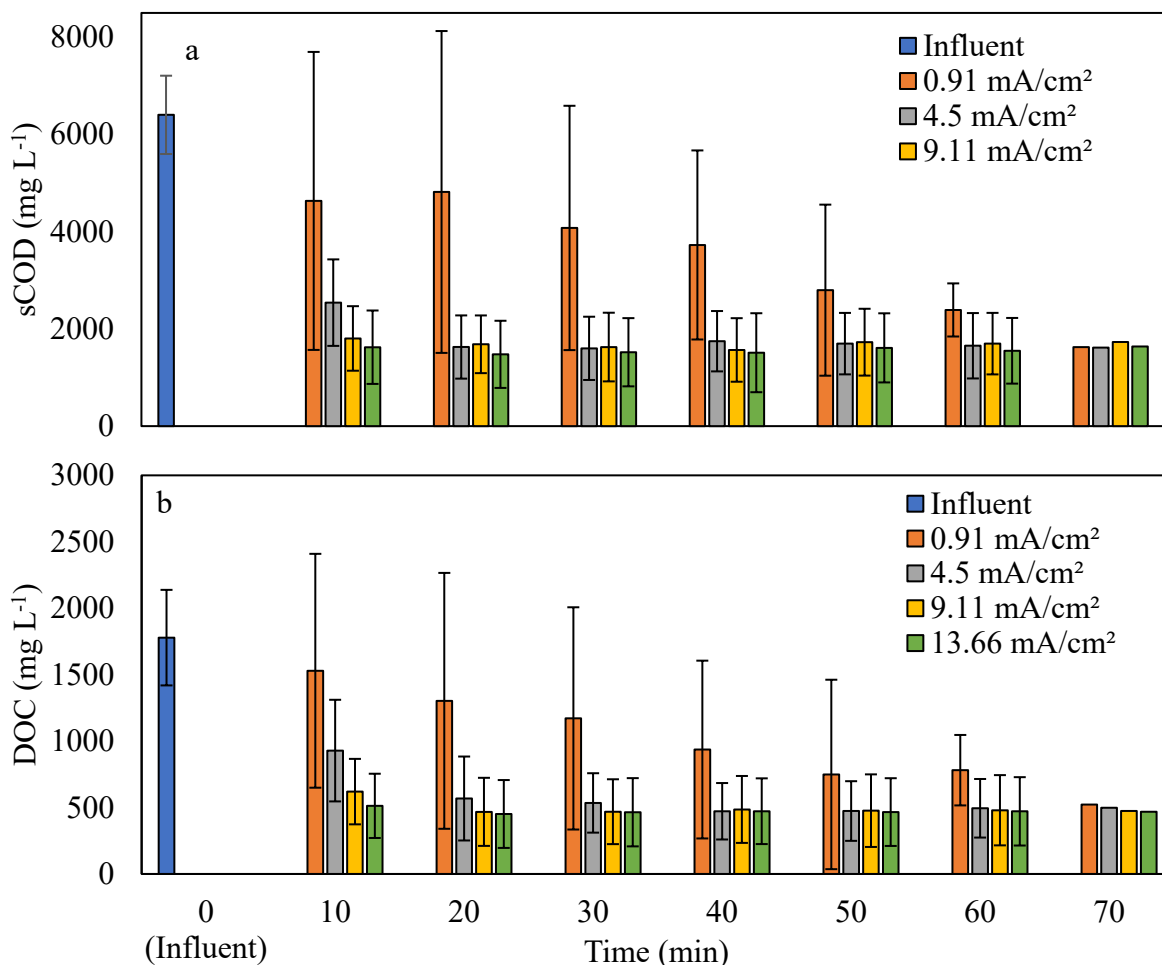 a
8000
6000
4000
2000
0
sCOD (mg L⁻¹)
Influent
0.91 mA/cm²
4.5 mA/cm²
9.11 mA/cm²
b
3000
2500
2000
1500
1000
500
0
DOC (mg L⁻¹)
Influent
0.91 mA/cm²
4.5 mA/cm²
9.11 mA/cm²
13.66 mA/cm²
0 10 20 30 40 50 60 70
(Influent)
Time (min)